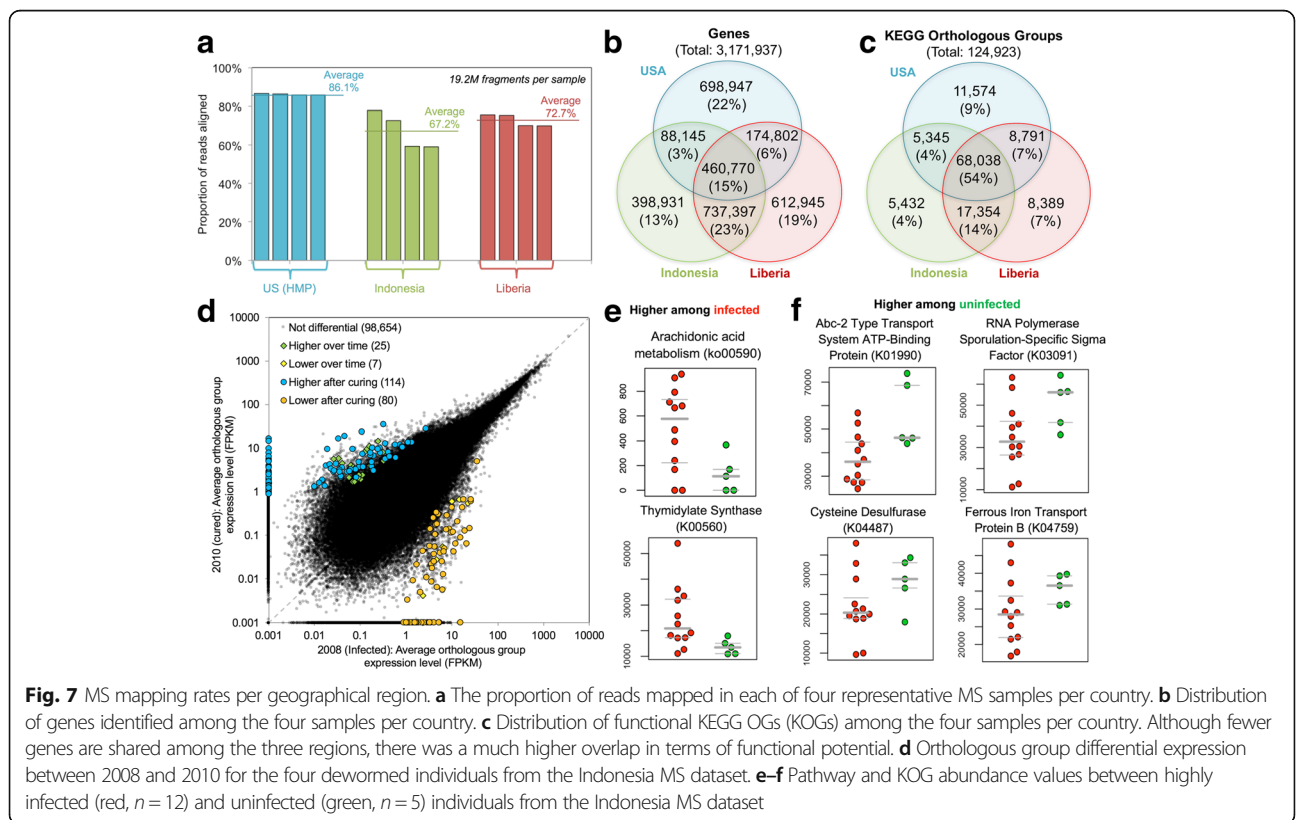 a
100%
80%
60%
40%
20%
0%
Proportion of reads aligned
19.2M fragments per sample
Average
86.1%
Average
67.2%
Average
72.7%
US (HMP)
Indonesia
Liberia
b
Genes
(Total: 3,171,937)
USA
698,947
(22%)
88,145
(3%)
174,802
(6%)
460,770
(15%)
398,931
(13%)
737,397
(23%)
612,945
(19%)
Indonesia
Liberia
c
KEGG Orthologous Groups
(Total: 124,923)
USA
11,574
(9%)
5,345
(4%)
8,791
(7%)
68,038
(54%)
5,432
(4%)
17,354
(14%)
8,389
(7%)
Indonesia
Liberia
d
10000
1000
100
10
1
0.1
0.01
0.001
2010 (cured): Average orthologous group
expression level (FPKM)
Not differential (98,654)
Higher over time (25)
Lower over time (7)
Higher after curing (114)
Lower after curing (80)
0.001 0.01 0.1 1 10 100 1000 10000
2008 (Infected): Average orthologous group
expression level (FPKM)
e
Higher among infected
Arachidonic acid
metabolism (ko00590)
800
600
400
200
0
Thymidylate Synthase
(K00560)
50000
30000
10000
f
Higher among uninfected
Abc-2 Type Transport
System ATP-Binding
Protein (K01990)
70000
50000
30000
RNA Polymerase
Sporulation-Specific Sigma
Factor (K03091)
50000
30000
10000
Cysteine Desulfurase
(K04487)
30000
20000
10000
Ferrous Iron Transport
Protein B (K04759)
40000
30000
20000
Fig. 7 MS mapping rates per geographical region. a The proportion of reads mapped in each of four representative MS samples per country. b Distribution
of genes identified among the four samples per country. c Distribution of functional KEGG OGs (KOGs) among the four samples per country. Although fewer
genes are shared among the three regions, there was a much higher overlap in terms of functional potential. d Orthologous group differential expression
between 2008 and 2010 for the four dewormed individuals from the Indonesia MS dataset. e–f Pathway and KOG abundance values between highly
infected (red, n = 12) and uninfected (green, n = 5) individuals from the Indonesia MS dataset